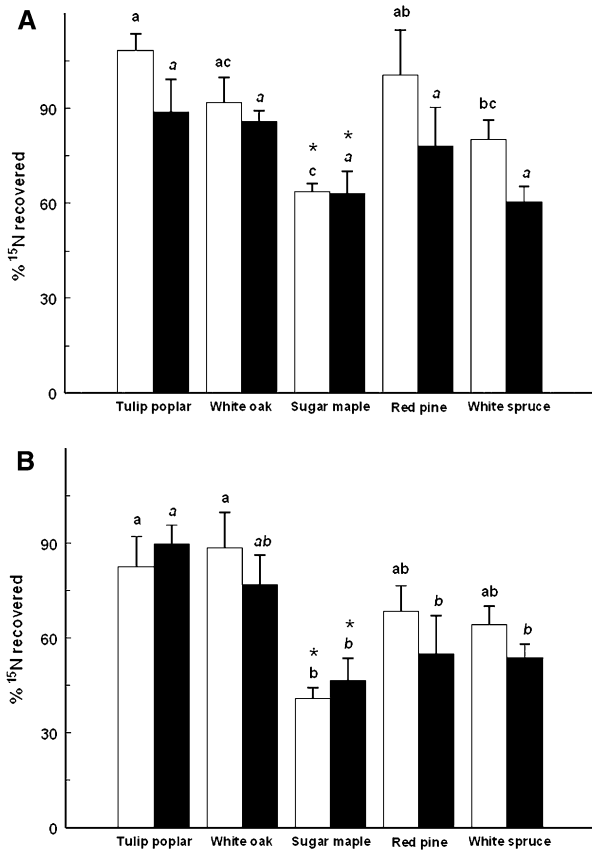 A
a
a
ac
a
*
c
*
a
ab
a
bc
a
90
60
30
0
% 15N recovered
Tulip poplar White oak Sugar maple Red pine White spruce
B
a
a
a
ab
*
b
*
b
ab
b
ab
b
90
60
30
0
% 15N recovered
Tulip poplar White oak Sugar maple Red pine White spruce